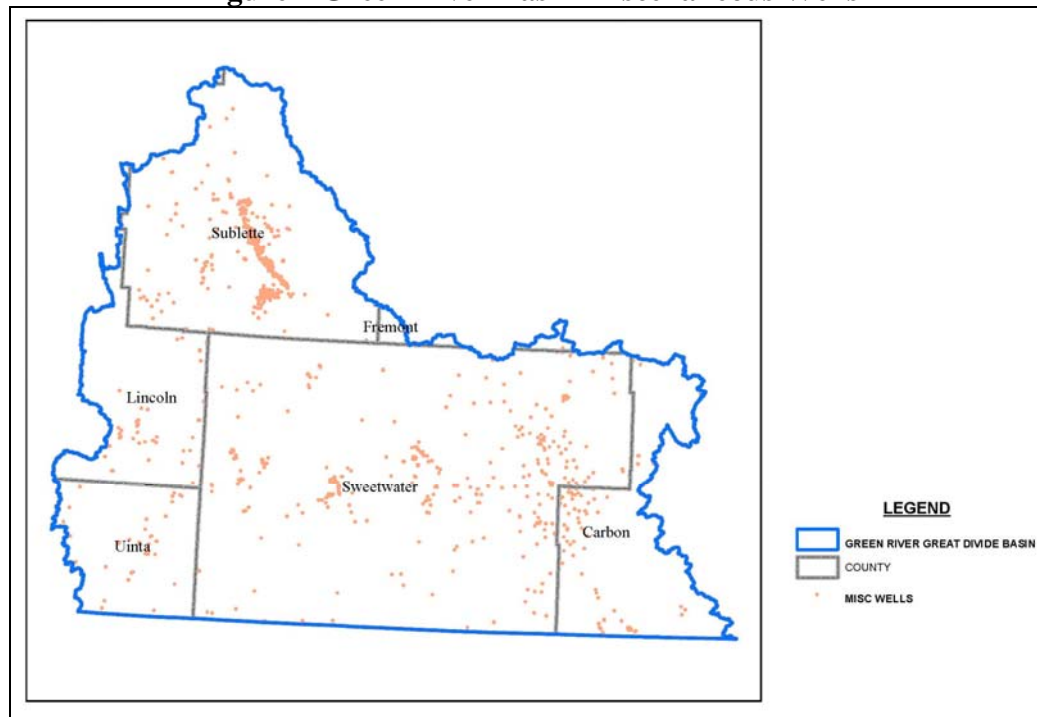 Sublette
Fremont
Lincoln
Sweetwater
Uinta
Carbon
LEGEND
GREEN RIVER GREAT DIVIDE BASIN
COUNTY
MISC WELLS